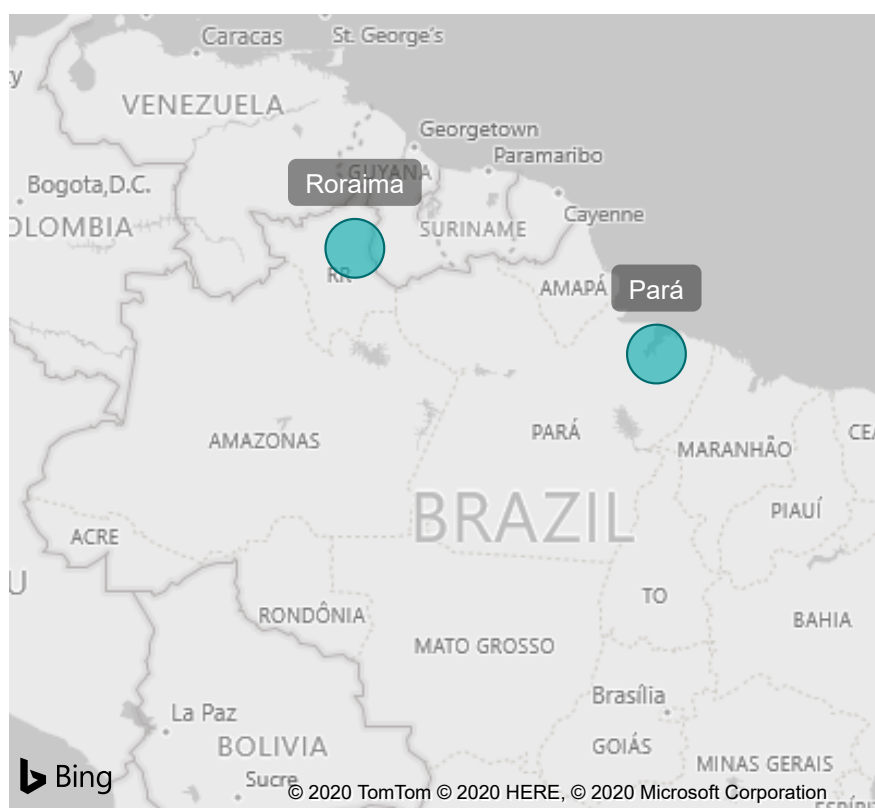 Caracas
St. George's
VENEZUELA
Georgetown
Paramaribo
GUYANA
Roraima
Bogota,D.C.
Cayenne
OLOMBIA
SURINAME
RR
AMAPÁ
Pará
AMAZONAS
PARÁ
MARANHÃO
CEA
BRAZIL
PIAUÍ
ACRE
U
TO
RONDÔNIA
BAHIA
MATO GROSSO
Brasília
La Paz
BOLIVIA
GOIÁS
MINAS GERAIS
Bing
Sucre
© 2020 TomTom © 2020 HERE, © 2020 Microsoft Corporation